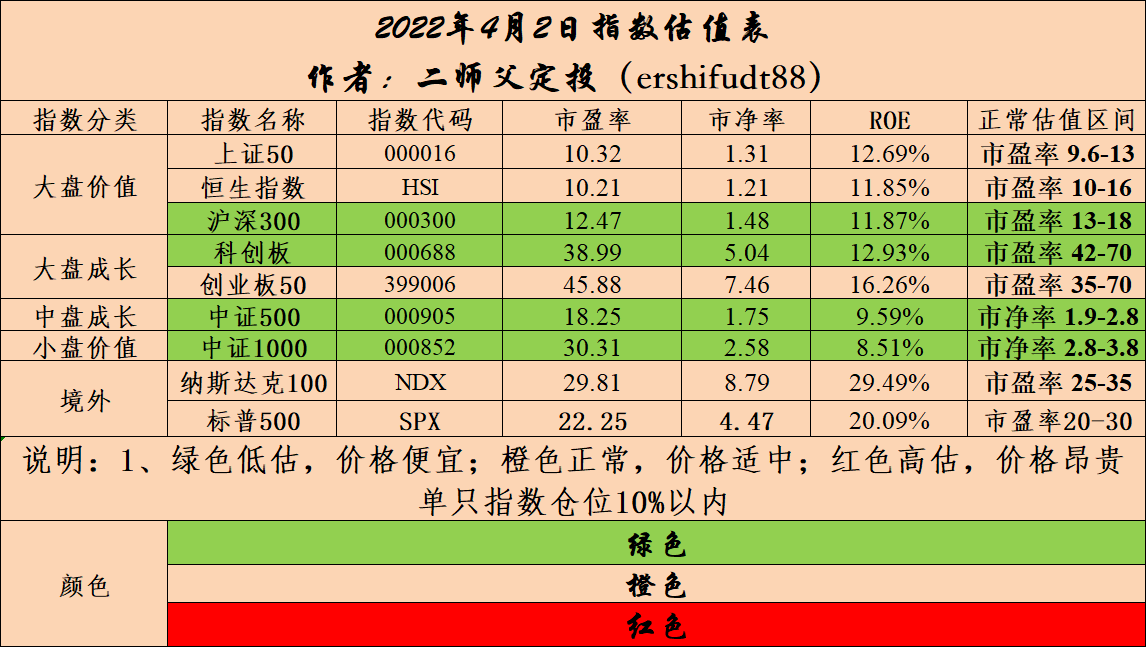 2022年4月2日指数估值表
作者：二师父定投（ershifudt88）
指数分类 指数名称 指数代码 市盈率 市净率 ROE 正常估值区间
大盘价值 上证50 000016 10.32 1.31 12.69% 市盈率 9.6-13
恒生指数 HSI 10.21 1.21 11.85% 市盈率 10-16
沪深300 000300 12.47 1.48 11.87% 市盈率 13-18
大盘成长 科创板 000688 38.99 5.04 12.93% 市盈率 42-70
创业板50 399006 45.88 7.46 16.26% 市盈率 35-70
中盘成长 中证500 000905 18.25 1.75 9.59% 市净率 1.9-2.8
小盘价值 中证1000 000852 30.31 2.58 8.51% 市净率 2.8-3.8
境外 纳斯达克100 NDX 29.81 8.79 29.49% 市盈率 25-35
标普500 SPX 22.25 4.47 20.09% 市盈率20-30
说明：1、绿色低估，价格便宜；橙色正常，价格适中；红色高估，价格昂贵
单只指数仓位10%以内
颜色
绿色
橙色
红色